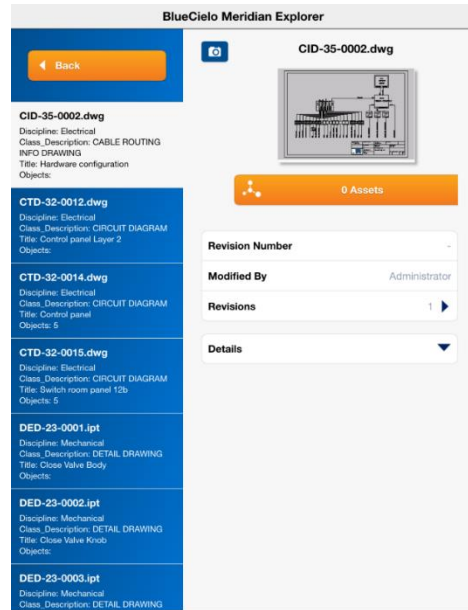 BlueCielo Meridian Explorer
Back
CID-35-0002.dwg
Discipline: Electrical
Class_Description: CABLE ROUTING
INFO DRAWING
Title: Hardware configuration
Objects:
CTD-32-0012.dwg
Discipline: Electrical
Class_Description: CIRCUIT DIAGRAM
Title: Control panel Layer 2
Objects:
CTD-32-0014.dwg
Discipline: Electrical
Class_Description: CIRCUIT DIAGRAM
Title: Control panel
Objects: 5
CTD-32-0015.dwg
Discipline: Electrical
Class_Description: CIRCUIT DIAGRAM
Title: Switch room panel 12b
Objects: 5
DED-23-0001.ipt
Discipline: Mechanical
Class_Description: DETAIL DRAWING
Title: Close Valve Body
Objects:
DED-23-0002.ipt
Discipline: Mechanical
Class_Description: DETAIL DRAWING
Title: Close Valve Knob
Objects:
DED-23-0003.ipt
Discipline: Mechanical
Class_Description: DETAIL DRAWING
CID-35-0002.dwg
0 Assets
Revision Number -
Modified By Administrator
Revisions 1
Details